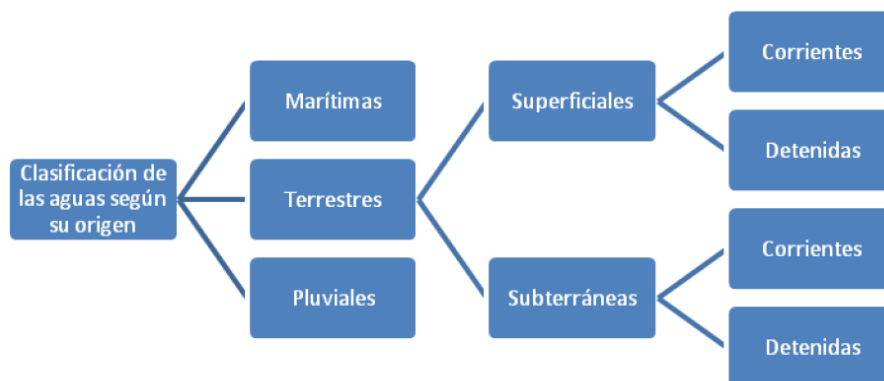 Clasificación de
las aguas según
su origen
Marítimas
Terrestres
Pluviales
Superficiales
Subterráneas
Corrientes
Detenidas
Corrientes
Detenidas